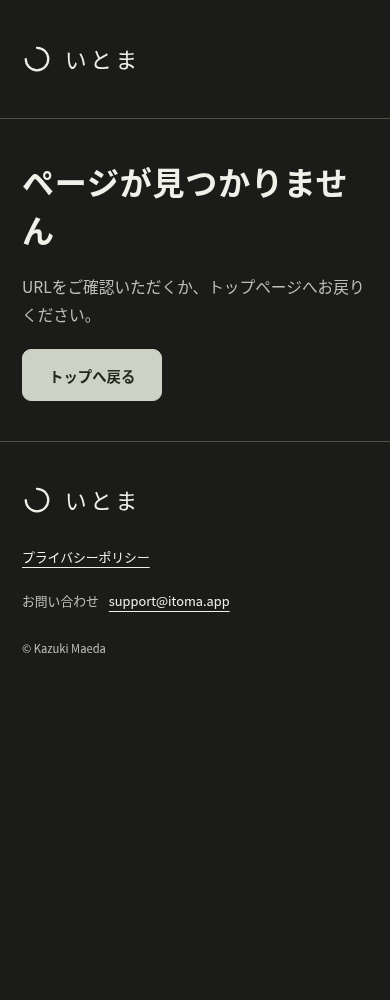 いとま
ページが見つかりませ
ん
URLをご確認いただくか、トップページへお戻り
ください。
トップへ戻る
いとま
プライバシーポリシー
お問い合わせ support@itoma.app
© Kazuki Maeda